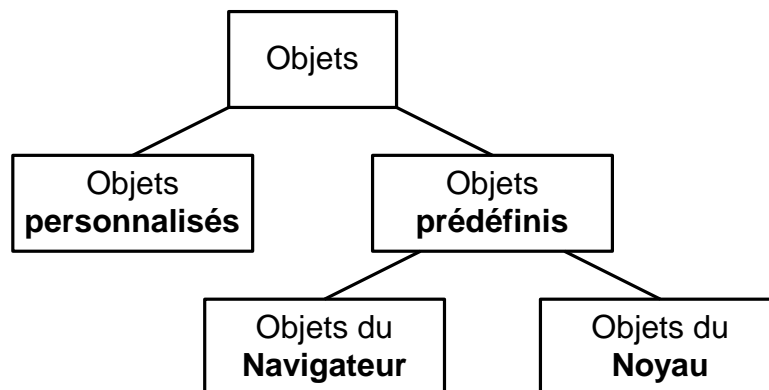 Objets
Objets
personnalisés
Objets
prédéfinis
Objets du
Navigateur
Objets du
Noyau